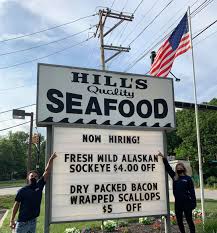 HILL'S
Quality
SEAFOOD
NOW HIRING!
FRESH WILD ALASKAN
SOCKEYE $4.00 OFF
DRY PACKED BACON
WRAPPED SCALLOPS
$5 OFF